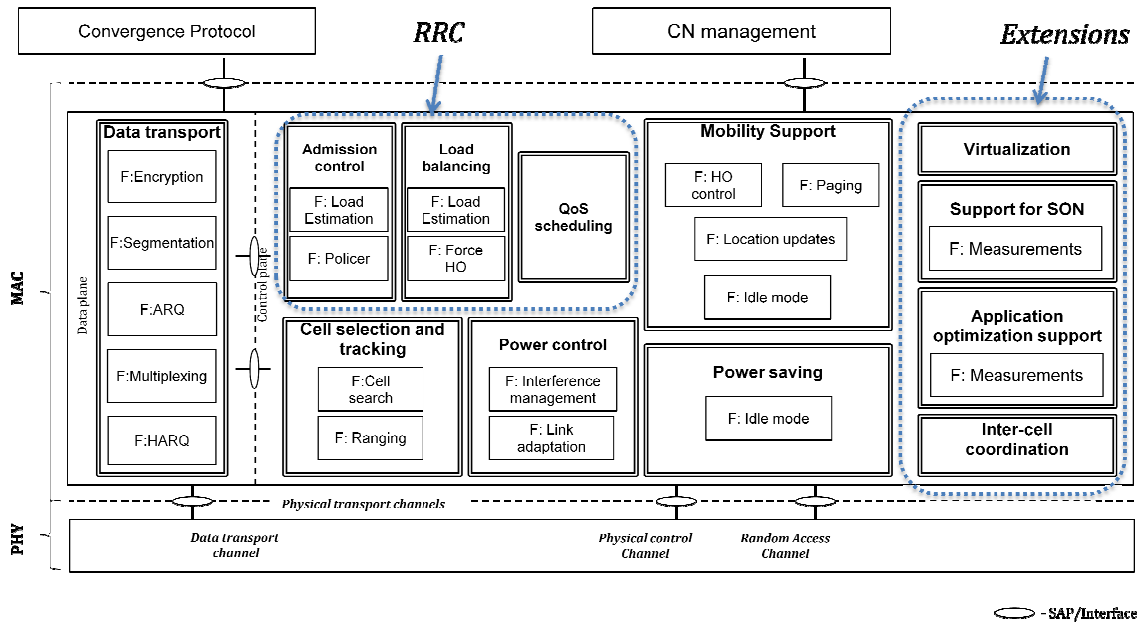 Convergence Protocol
RRC
CN management
Extensions
MAC
Data plane
Data transport
F:Encryption
F:Segmentation
F:ARQ
F:Multiplexing
F:HARQ
Control plane
Admission
control
F: Load
Estimation
F: Policer
Load
balancing
F: Load
Estimation
F: Force
HO
QoS
scheduling
Cell selection and
tracking
F:Cell
search
F: Ranging
Power control
F: Interference
management
F: Link
adaptation
Mobility Support
F: HO
control
F: Paging
F: Location updates
F: Idle mode
Power saving
F: Idle mode
Virtualization
Support for SON
F: Measurements
Application
optimization support
F: Measurements
Inter-cell
coordination
Physical transport channels
PHY
Data transport
channel
Physical control
Channel
Random Access
Channel
- SAP/Interface